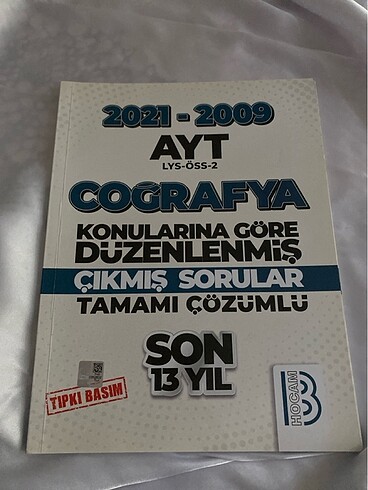 2021 - 2009
AYT
LYS-ÖSS-2
COĞRAFYA
KONULARINA GÖRE
DÜZENLENMİŞ
ÇIKMIŞ SORULAR
TAMAMI ÇÖZÜMLÜ
SON
13 YIL
TIPKI BASIM
B
HOCAM